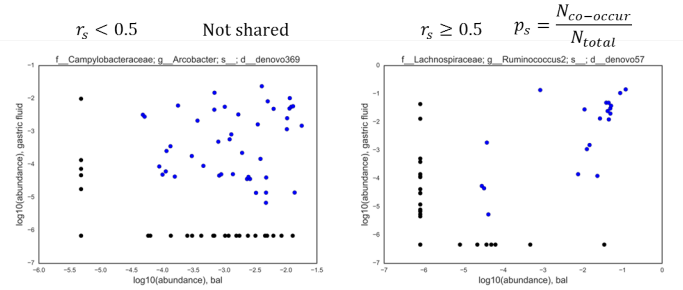 r_s < 0.5 Not shared
r_s ≥ 0.5 p_s = N_co-occur / N_total
f__Campylobacteraceae; g__Arcobacter; s__; d__denovo369
log10(abundance), gastric fluid
−1
−2
−3
−4
−5
−6
−7
−6.0 −5.5 −5.0 −4.5 −4.0 −3.5 −3.0 −2.5 −2.0 −1.5
log10(abundance), bal
f__Lachnospiraceae; g__Ruminococcus2; s__; d__denovo57
log10(abundance), gastric fluid
0
−1
−2
−3
−4
−5
−6
−7
−7 −6 −5 −4 −3 −2 −1 0
log10(abundance), bal